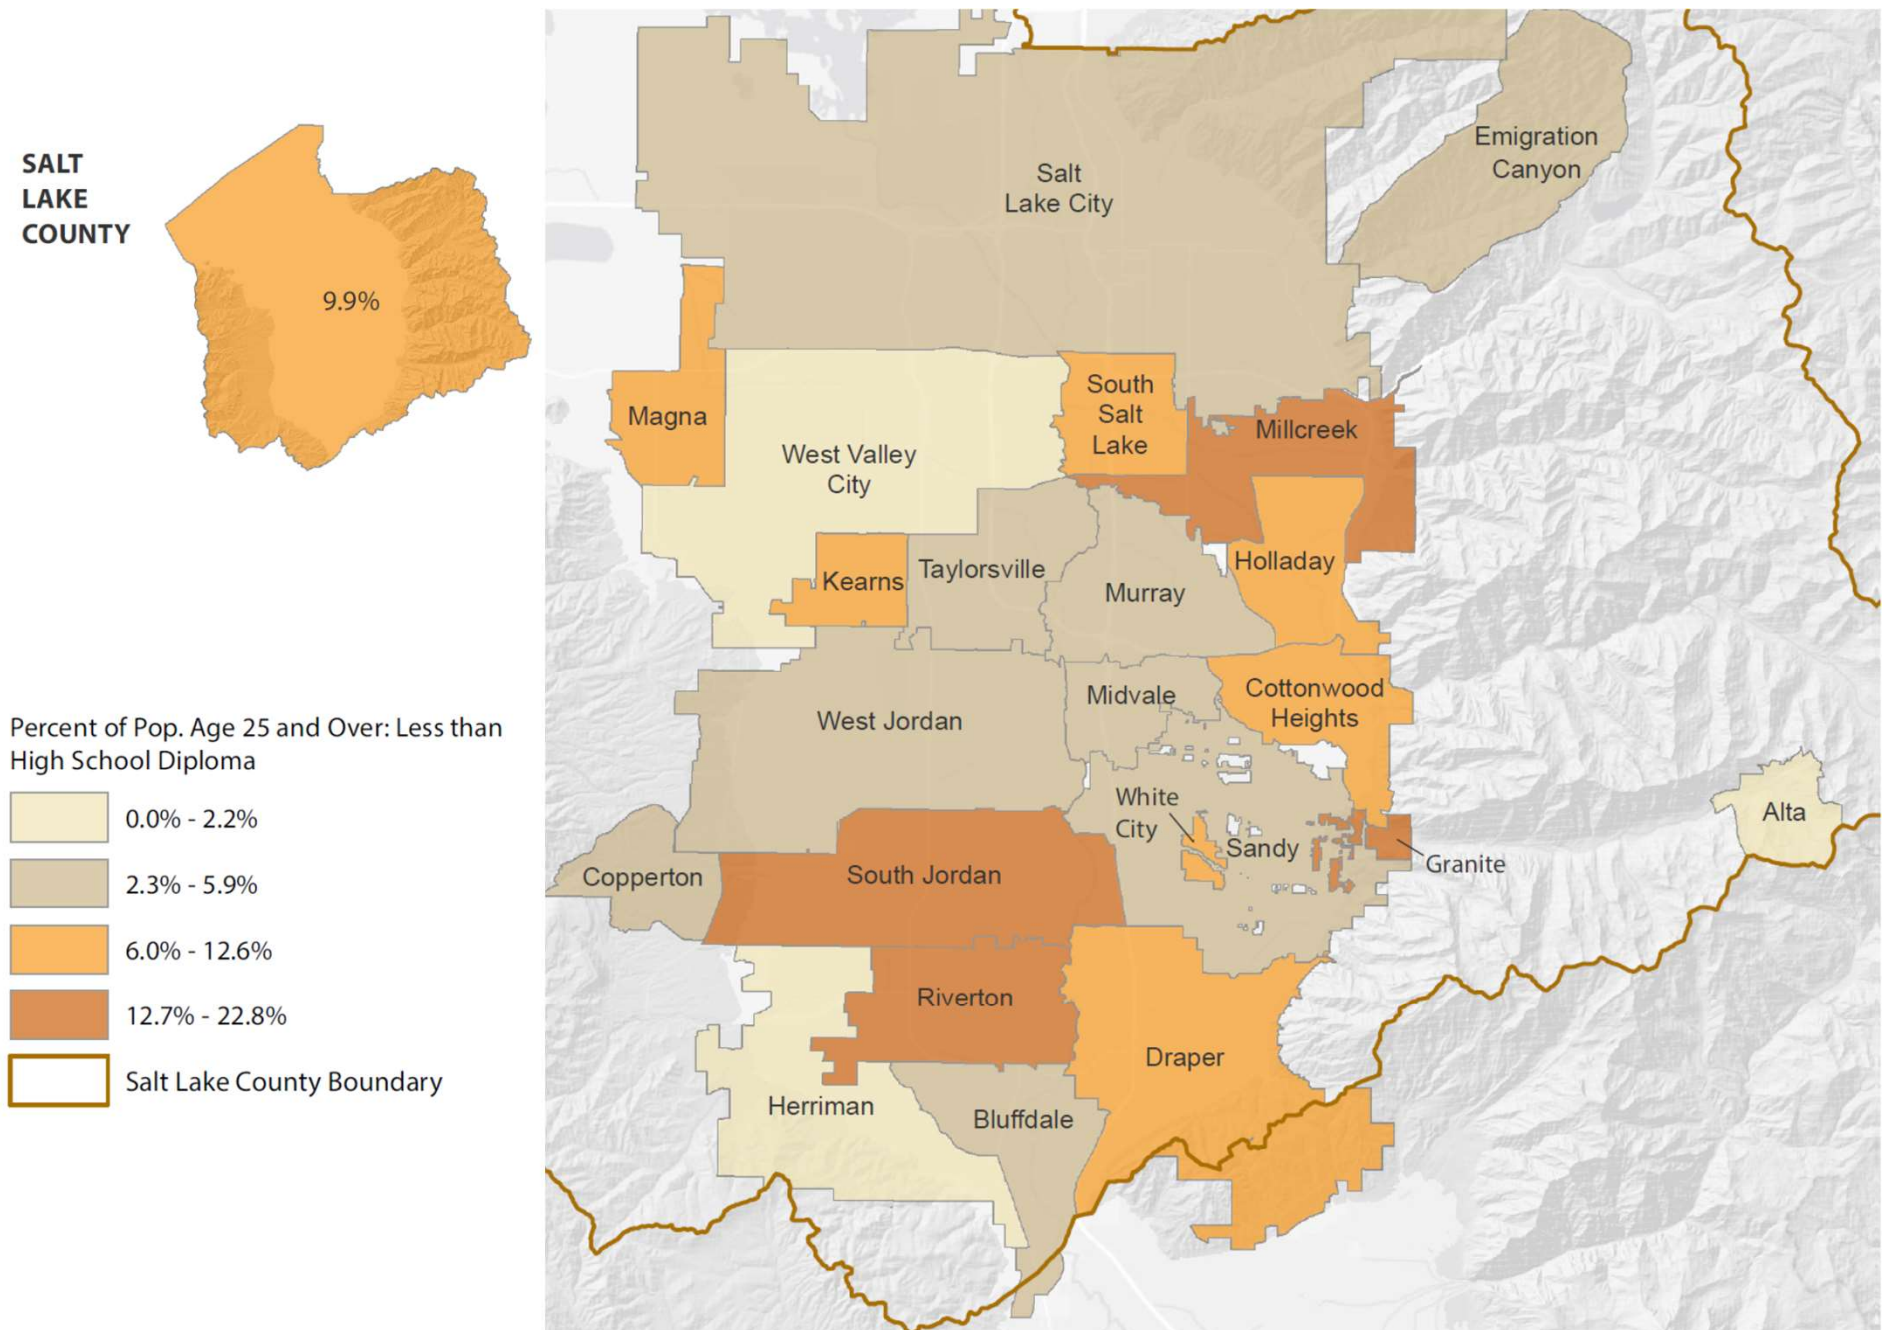 SALT
LAKE
COUNTY
9.9%
Percent of Pop. Age 25 and Over: Less than
High School Diploma
0.0% - 2.2%
2.3% - 5.9%
6.0% - 12.6%
12.7% - 22.8%
Salt Lake County Boundary
Emigration
Canyon
Salt
Lake City
South
Salt
Lake
Magna
Millcreek
West Valley
City
Holladay
Taylorsville
Kearns
Murray
Cottonwood
Heights
Midvale
West Jordan
White
City
Alta
Sandy
Granite
Copperton
South Jordan
Riverton
Draper
Herriman
Bluffdale